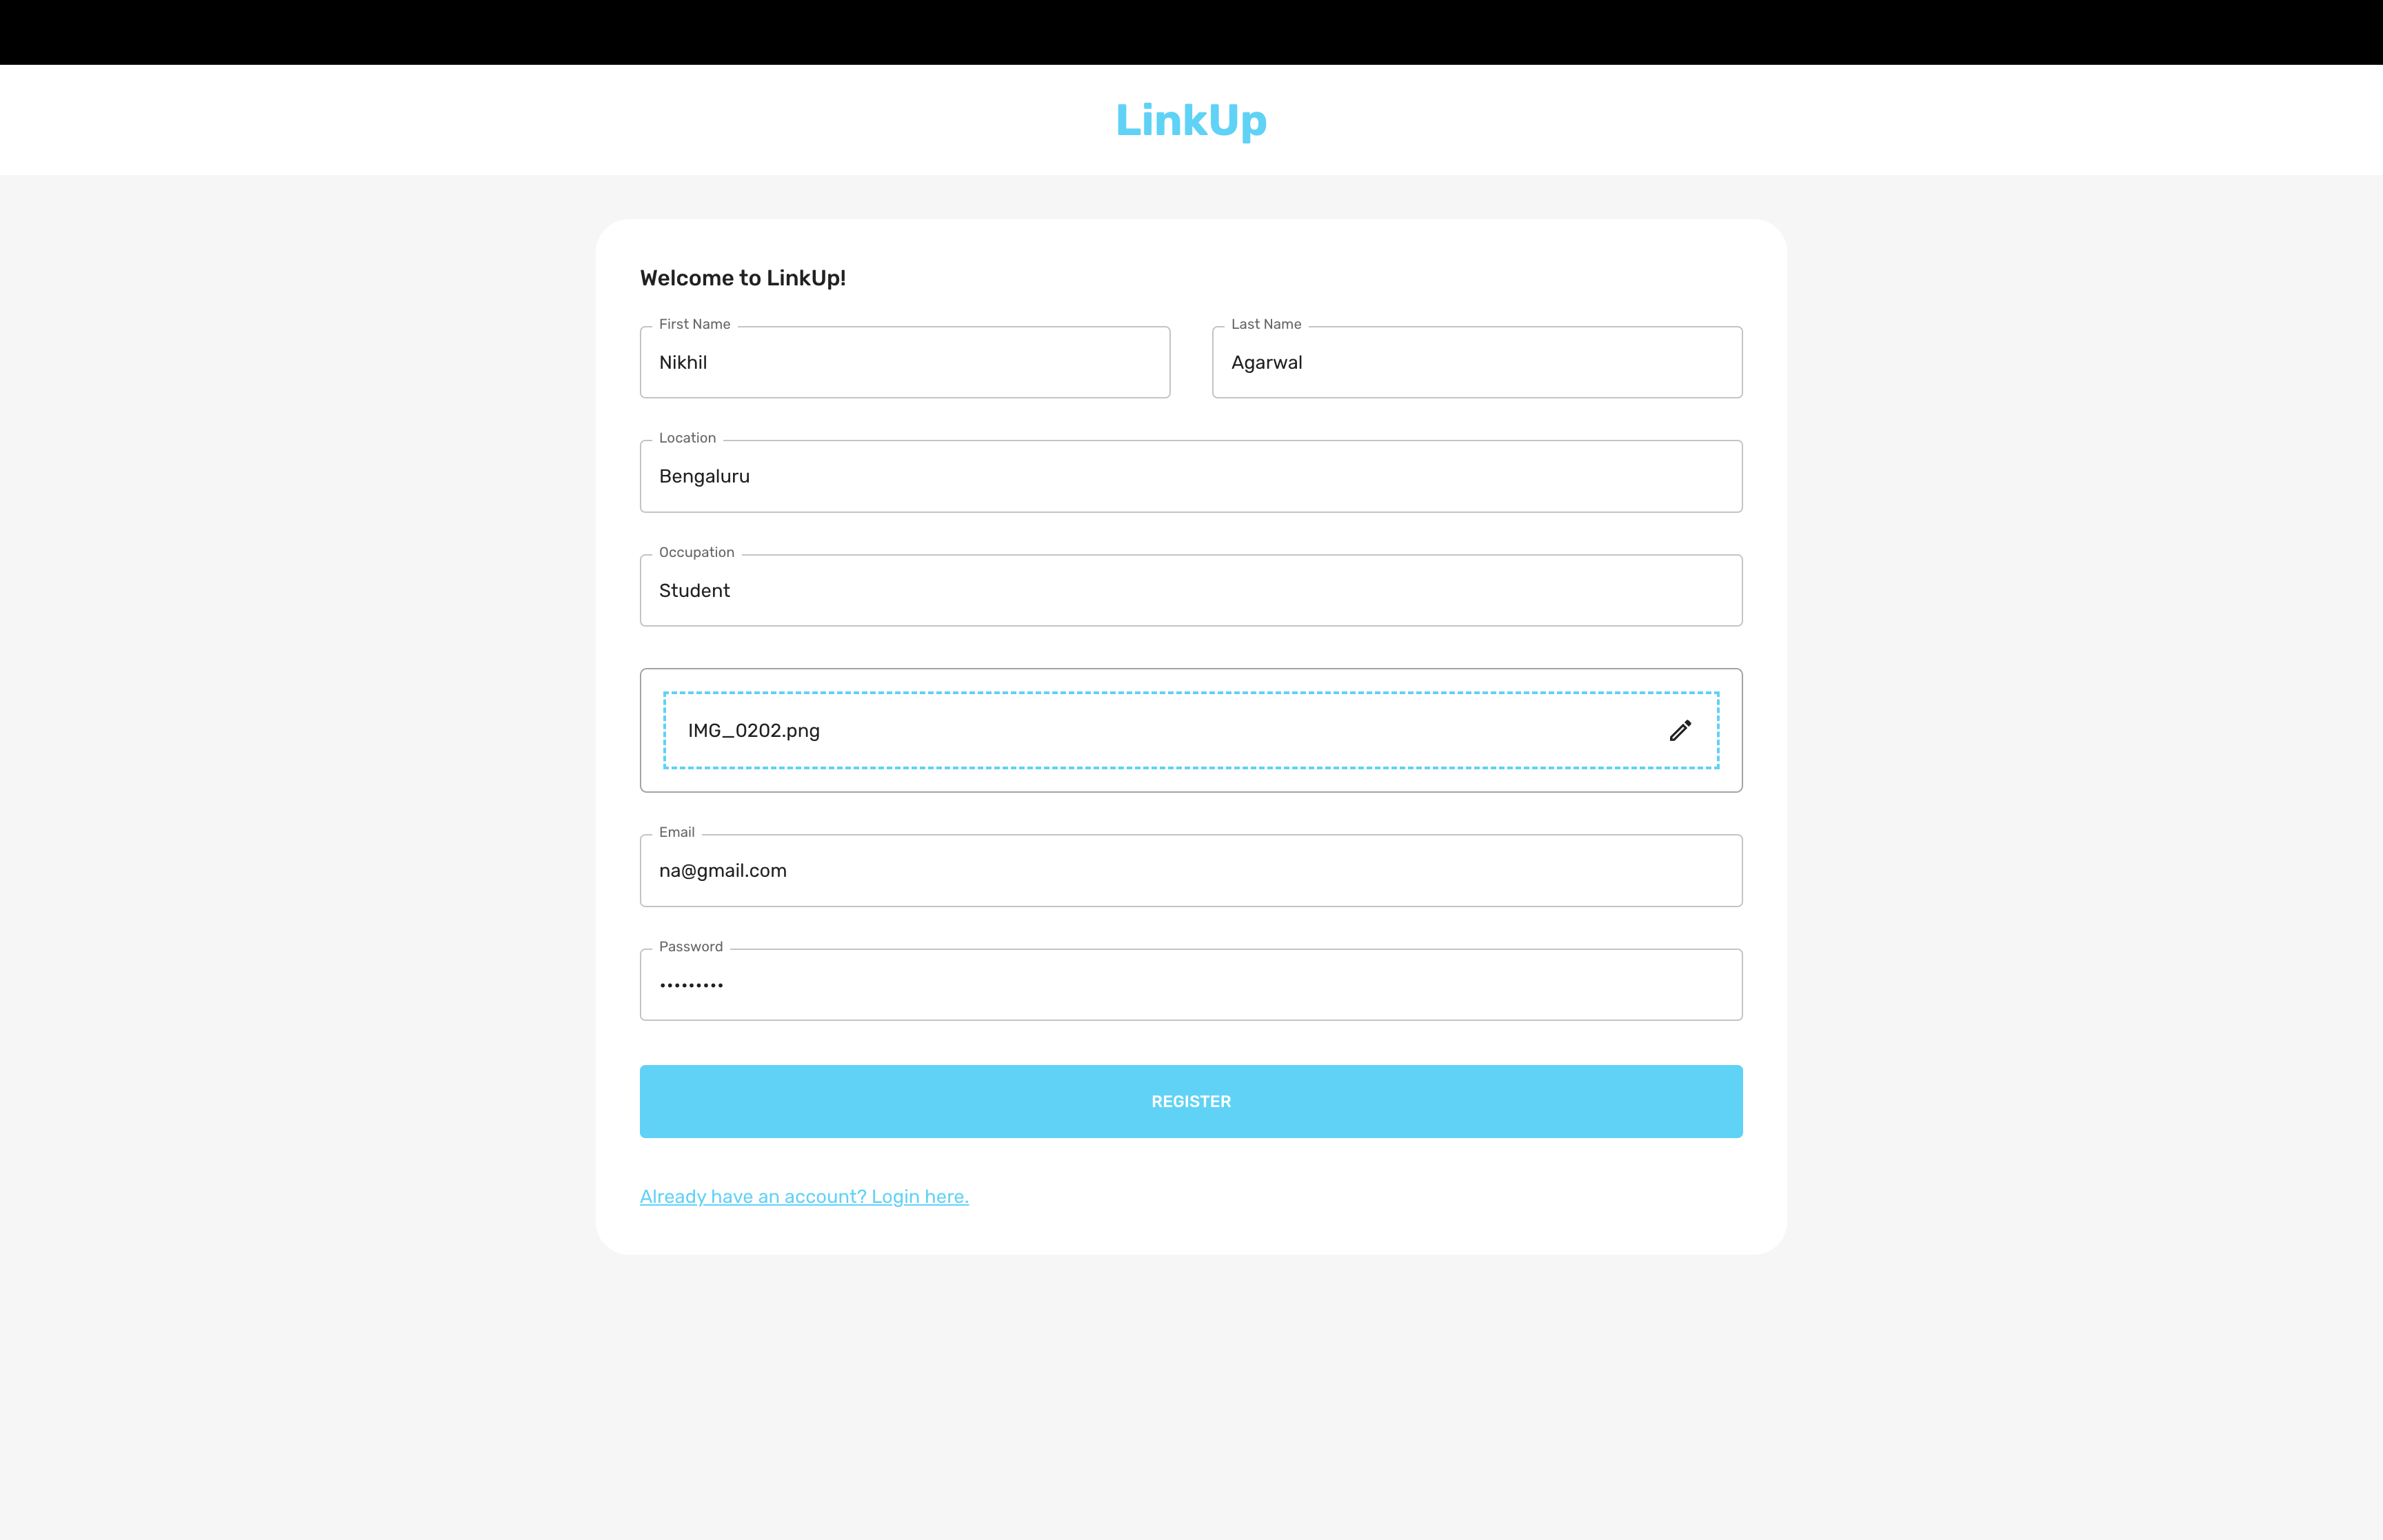 LinkUp
Welcome to LinkUp!
First Name
Nikhil
Last Name
Agarwal
Location
Bengaluru
Occupation
Student
IMG_0202.png
Email
na@gmail.com
Password
•••••••••
REGISTER
Already have an account? Login here.